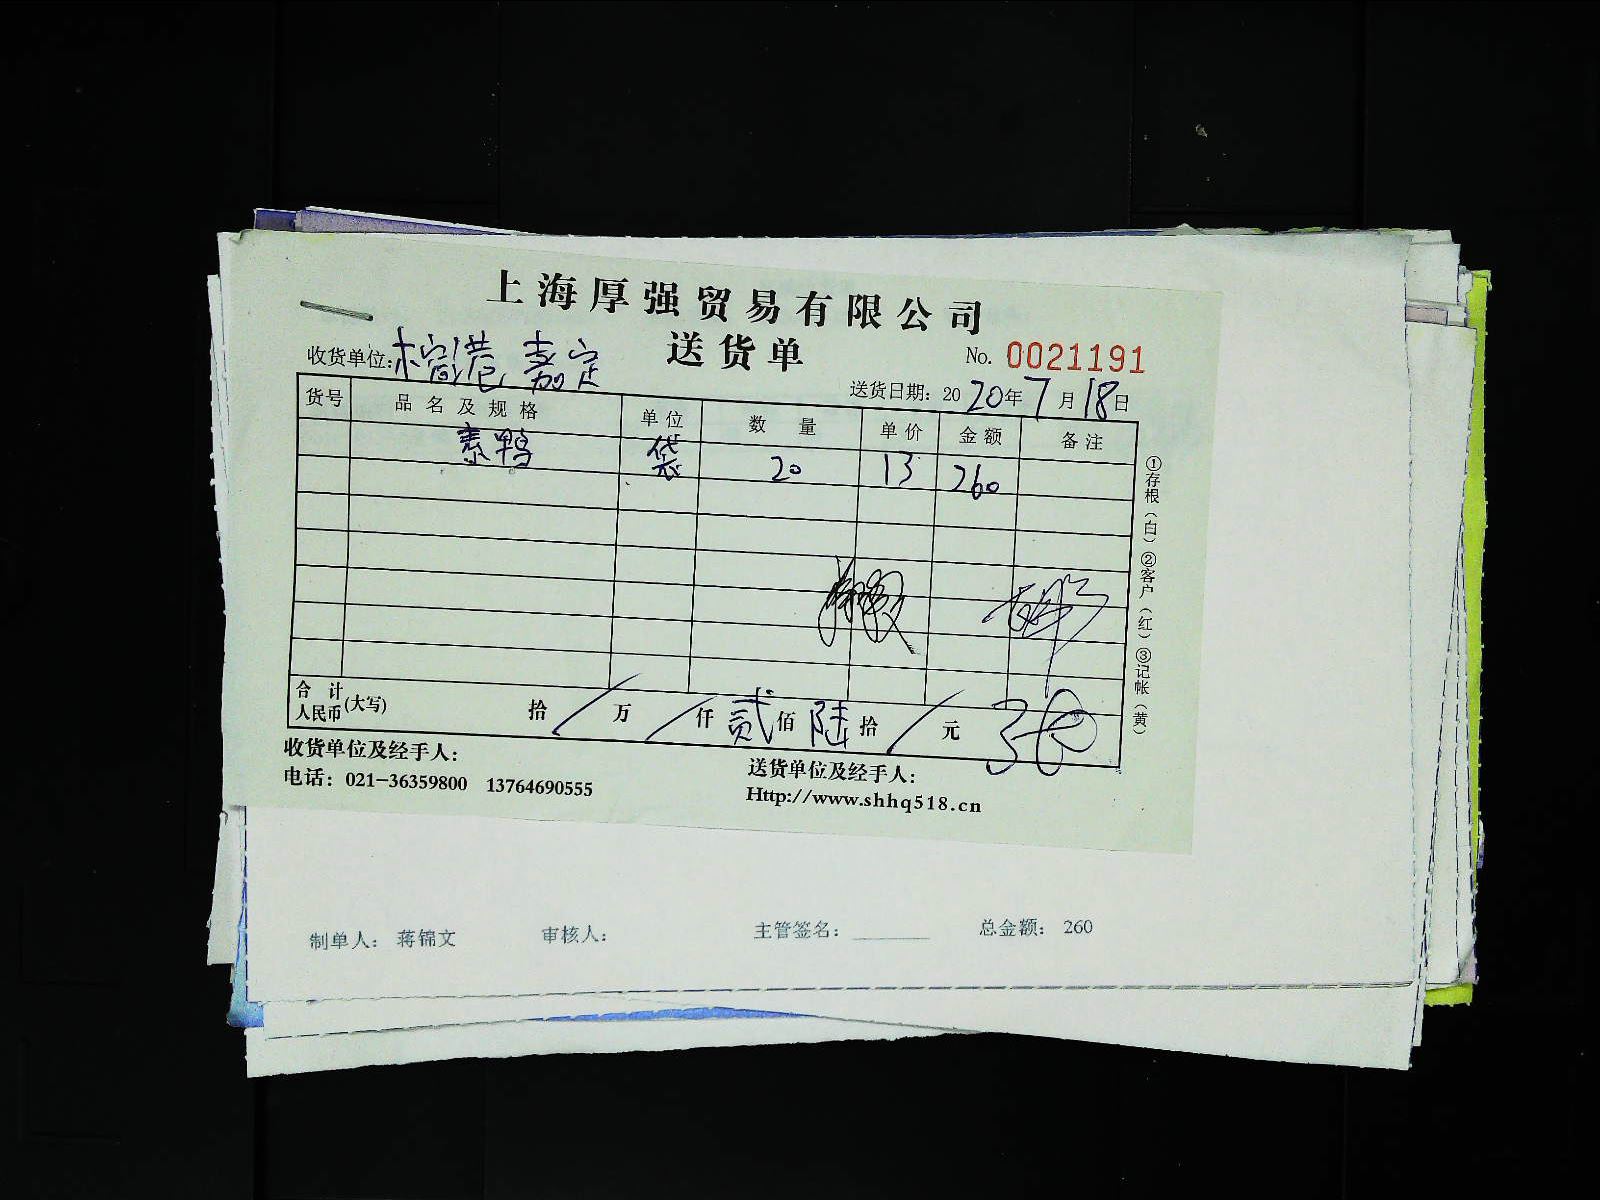 上海厚强贸易有限公司
送货单
No. 0021191
收货单位: 嘉定
送货日期: 2020年7月18日
货号 品名及规格 单位 数量 单价 金额 备注
素鸭 袋 20 13 260
合计人民币(大写) 拾 / 万 / 仟 贰 佰 陆 拾 / 元
收货单位及经手人:
送货单位及经手人:
电话: 021-36359800 13764690555
Http://www.shhq518.cn
①存根(白)②客户(红)③记帐(黄)
制单人: 蒋锦文 审核人: 主管签名: ______ 总金额: 260